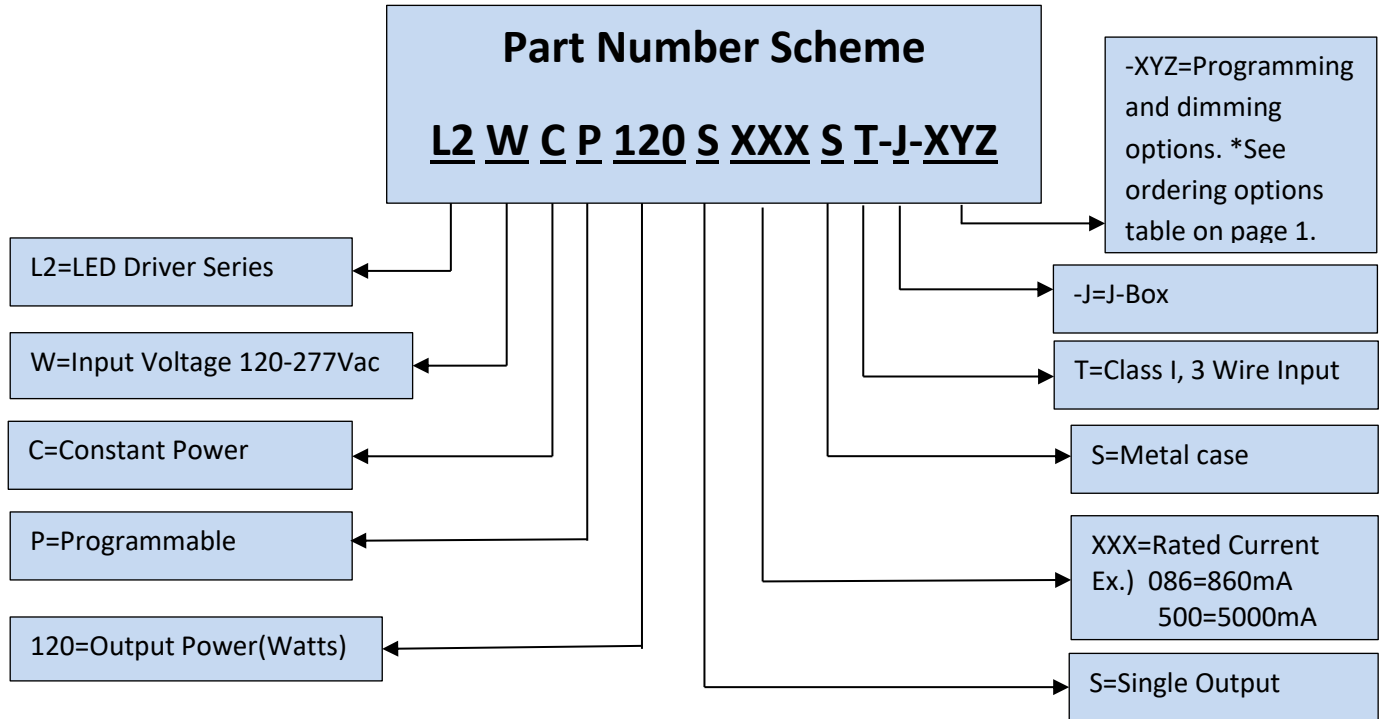 Part Number Scheme
L2 W C P 120 S XXX S T-J-XYZ
-XYZ=Programming
and dimming
options. *See
ordering options
table on page 1.
L2=LED Driver Series
-J=J-Box
W=Input Voltage 120-277Vac
T=Class I, 3 Wire Input
C=Constant Power
S=Metal case
P=Programmable
XXX=Rated Current
Ex.) 086=860mA
500=5000mA
120=Output Power(Watts)
S=Single Output